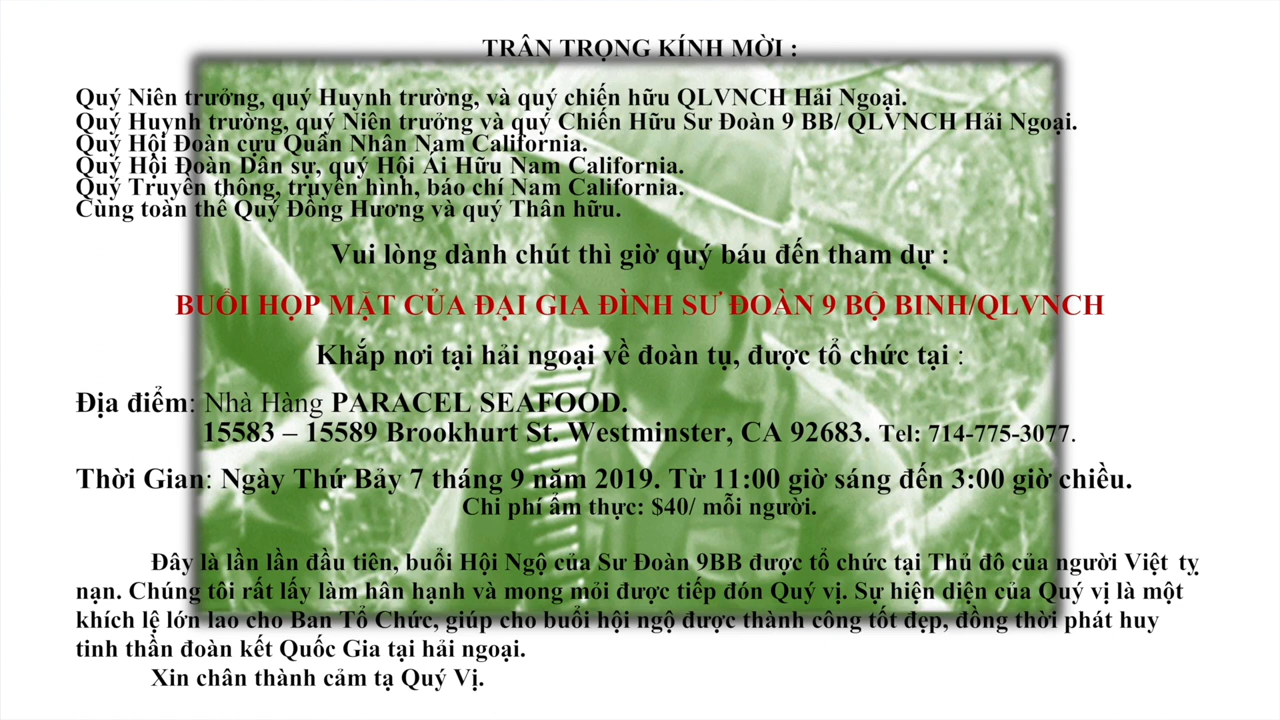 TRÂN TRỌNG KÍNH MỜI :
Quý Niên trưởng, quý Huynh trường, và quý chiến hữu QLVNCH Hải Ngoại.
Quý Huynh trường, quý Niên trưởng và quý Chiến Hữu Sư Đoàn 9 BB/ QLVNCH Hải Ngoại.
Quý Hội Đoàn cựu Quân Nhân Nam California.
Quý Hội Đoàn Dân sự, quý Hội Ái Hữu Nam California.
Quý Truyền thông, truyền hình, báo chí Nam California.
Cùng toàn thể Quý Đồng Hương và quý Thân hữu.
Vui lòng dành chút thì giờ quý báu đến tham dự :
BUỔI HỌP MẶT CỦA ĐẠI GIA ĐÌNH SƯ ĐOÀN 9 BỘ BINH/QLVNCH
Khắp nơi tại hải ngoại về đoàn tụ, được tổ chức tại :
Địa điểm: Nhà Hàng PARACEL SEAFOOD.
15583 – 15589 Brookhurt St. Westminster, CA 92683. Tel: 714-775-3077.
Thời Gian: Ngày Thứ Bảy 7 tháng 9 năm 2019. Từ 11:00 giờ sáng đến 3:00 giờ chiều.
Chi phí ẩm thực: $40/ mỗi người.
Đây là lần lần đầu tiên, buổi Hội Ngộ của Sư Đoàn 9BB được tổ chức tại Thủ đô của người Việt tỵ
nạn. Chúng tôi rất lấy làm hân hạnh và mong mỏi được tiếp đón Quý vị. Sự hiện diện của Quý vị là một
khích lệ lớn lao cho Ban Tổ Chức, giúp cho buổi hội ngộ được thành công tốt đẹp, đồng thời phát huy
tinh thần đoàn kết Quốc Gia tại hải ngoại.
Xin chân thành cảm tạ Quý Vị.